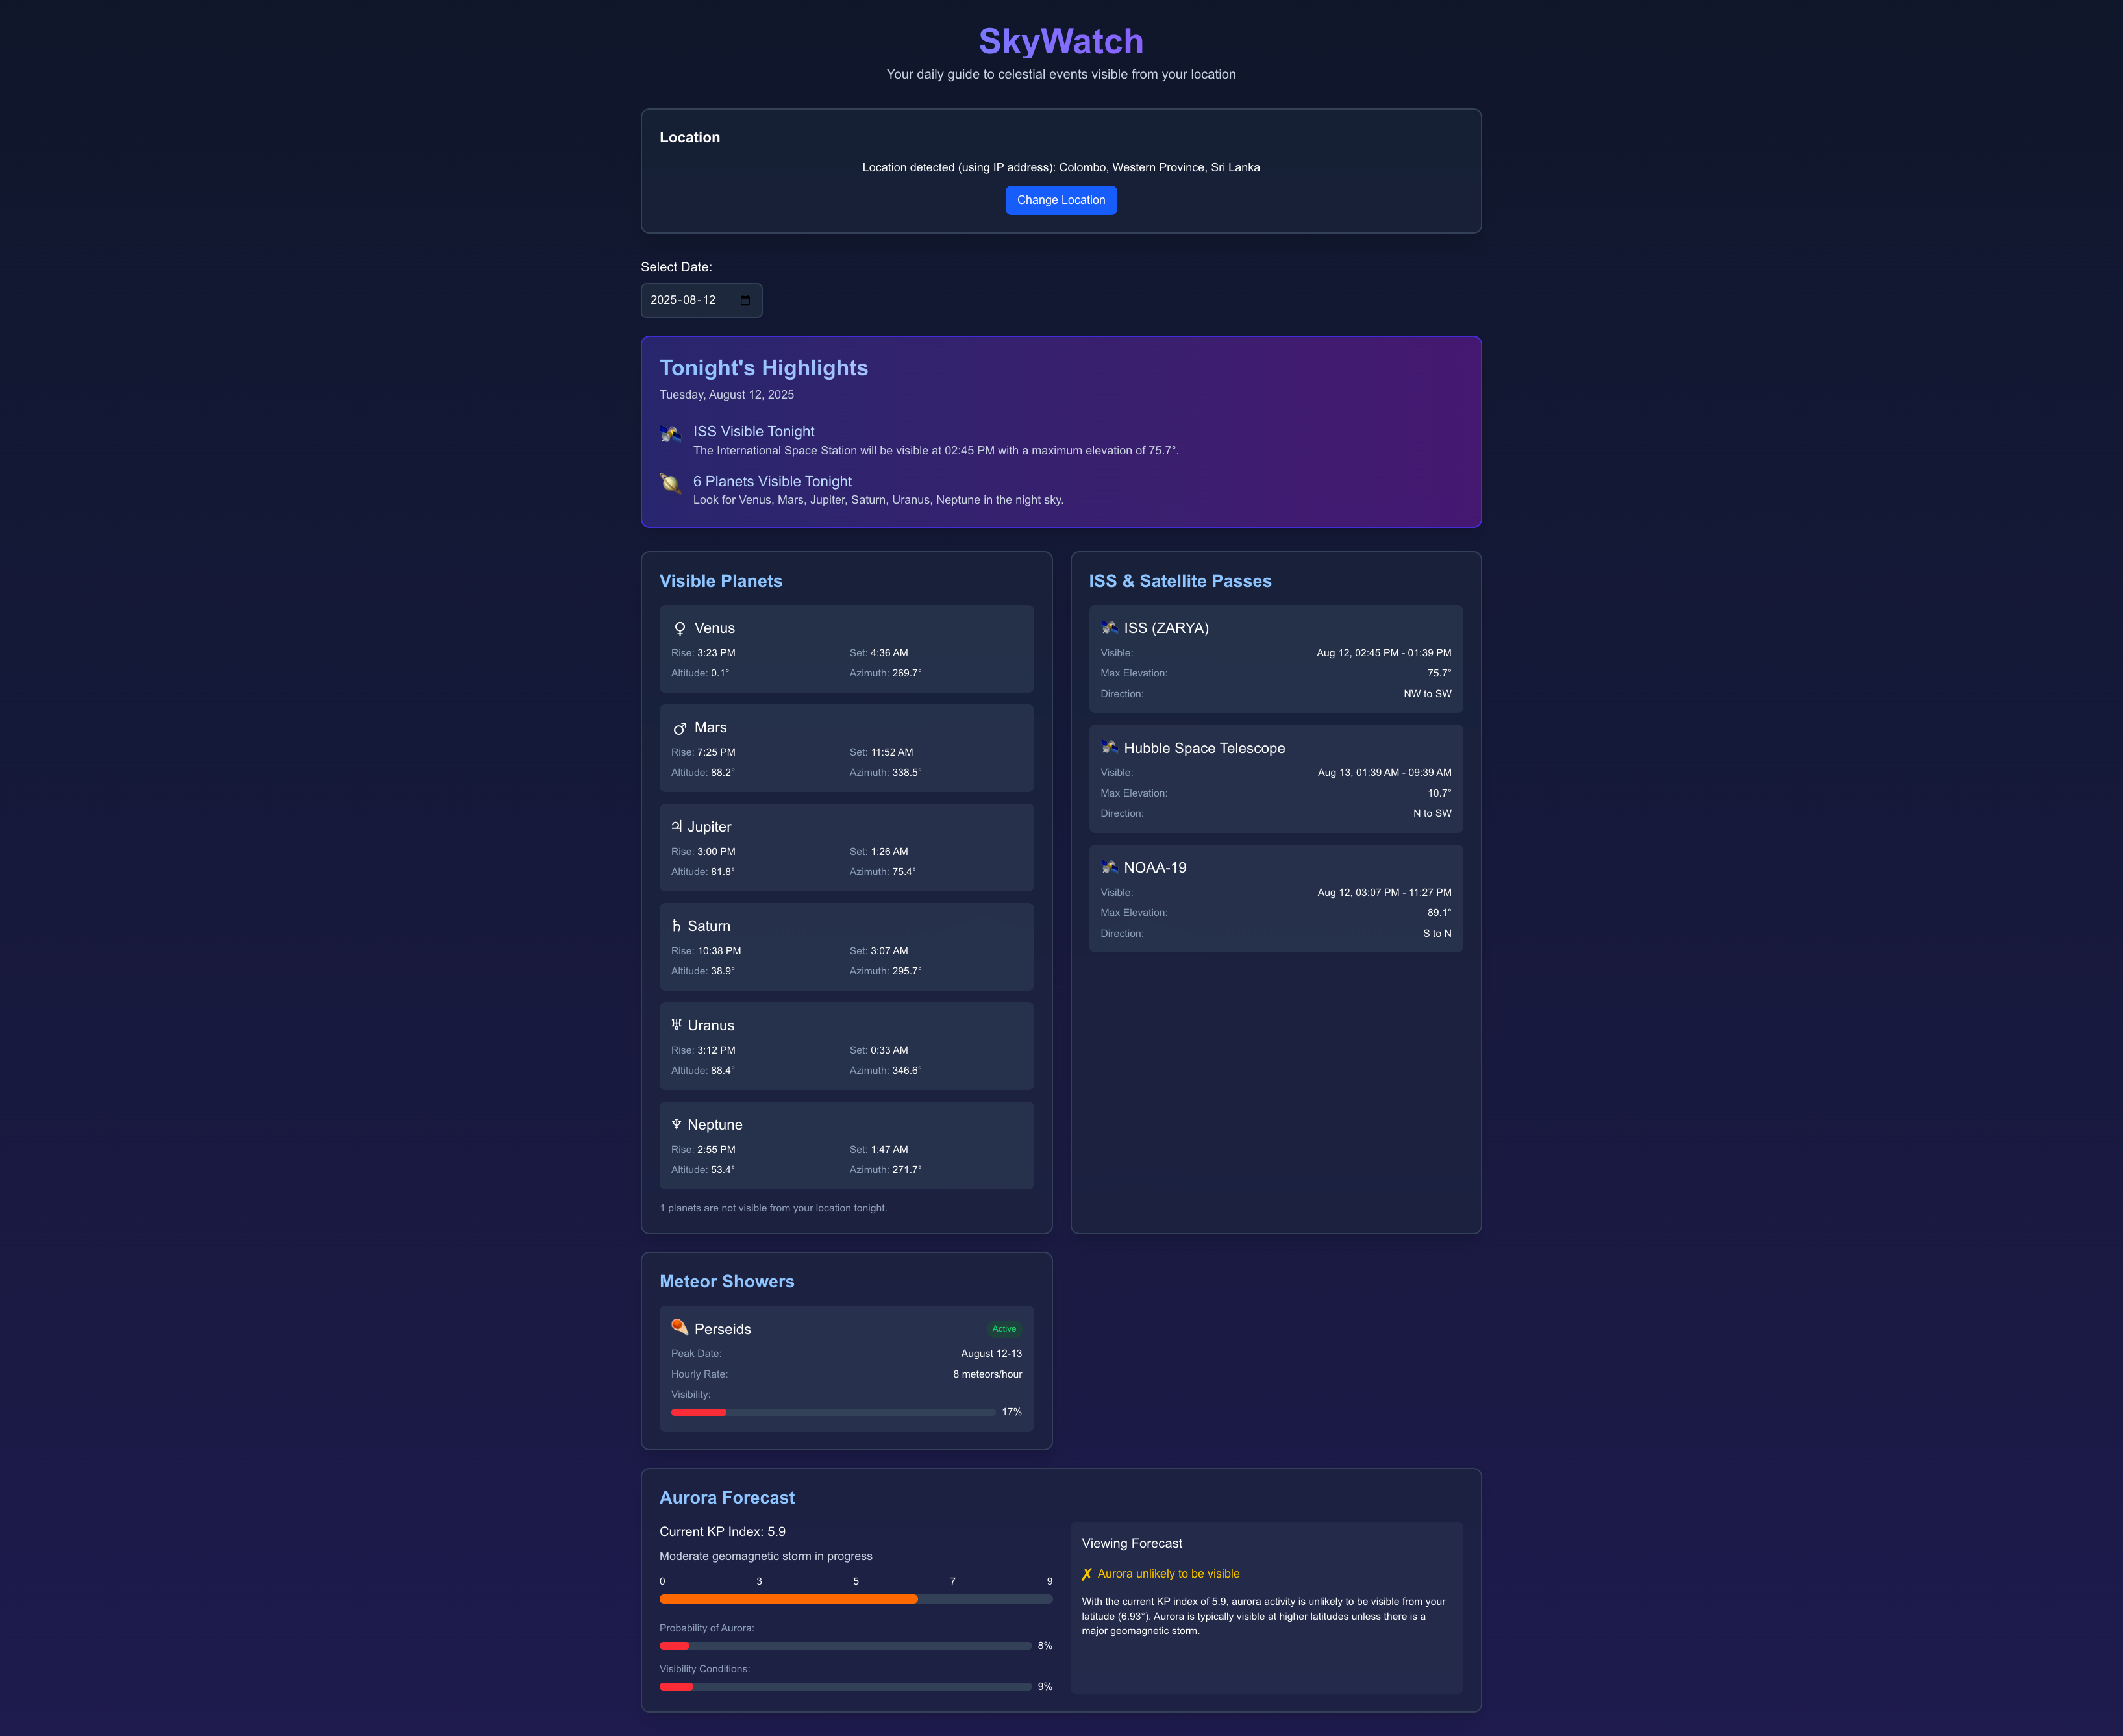 SkyWatch
Your daily guide to celestial events visible from your location
Location
Location detected (using IP address): Colombo, Western Province, Sri Lanka
Change Location
Select Date:
2025-08-12
Tonight's Highlights
Tuesday, August 12, 2025
ISS Visible Tonight
The International Space Station will be visible at 02:45 PM with a maximum elevation of 75.7°.
6 Planets Visible Tonight
Look for Venus, Mars, Jupiter, Saturn, Uranus, Neptune in the night sky.
Visible Planets
♀ Venus
Rise: 3:23 PM Set: 4:36 AM
Altitude: 0.1° Azimuth: 269.7°
♂ Mars
Rise: 7:25 PM Set: 11:52 AM
Altitude: 88.2° Azimuth: 338.5°
♃ Jupiter
Rise: 3:00 PM Set: 1:26 AM
Altitude: 81.8° Azimuth: 75.4°
♄ Saturn
Rise: 10:38 PM Set: 3:07 AM
Altitude: 38.9° Azimuth: 295.7°
♅ Uranus
Rise: 3:12 PM Set: 0:33 AM
Altitude: 88.4° Azimuth: 346.6°
♆ Neptune
Rise: 2:55 PM Set: 1:47 AM
Altitude: 53.4° Azimuth: 271.7°
1 planets are not visible from your location tonight.
ISS & Satellite Passes
ISS (ZARYA)
Visible: Aug 12, 02:45 PM - 01:39 PM
Max Elevation: 75.7°
Direction: NW to SW
Hubble Space Telescope
Visible: Aug 13, 01:39 AM - 09:39 AM
Max Elevation: 10.7°
Direction: N to SW
NOAA-19
Visible: Aug 12, 03:07 PM - 11:27 PM
Max Elevation: 89.1°
Direction: S to N
Meteor Showers
Perseids Active
Peak Date: August 12-13
Hourly Rate: 8 meteors/hour
Visibility:
17%
Aurora Forecast
Current KP Index: 5.9
Moderate geomagnetic storm in progress
0 3 5 7 9
Probability of Aurora:
8%
Visibility Conditions:
9%
Viewing Forecast
✗ Aurora unlikely to be visible
With the current KP index of 5.9, aurora activity is unlikely to be visible from your
latitude (6.93°). Aurora is typically visible at higher latitudes unless there is a
major geomagnetic storm.